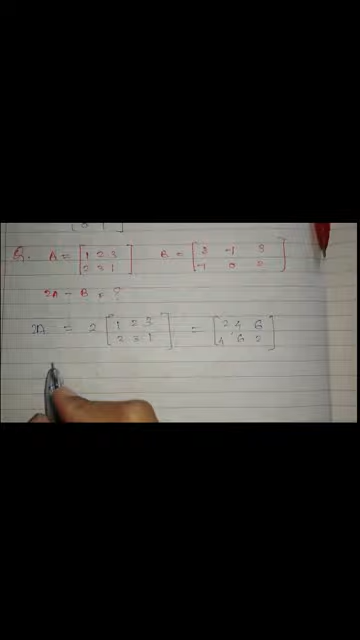 Q. A = [1 2 3 B = [3 -1 3
2 3 1] -1 0 2]
2A - B = ?
2A = 2 [1 2 3 = [2 4 6
2 3 1] 4 6 2]